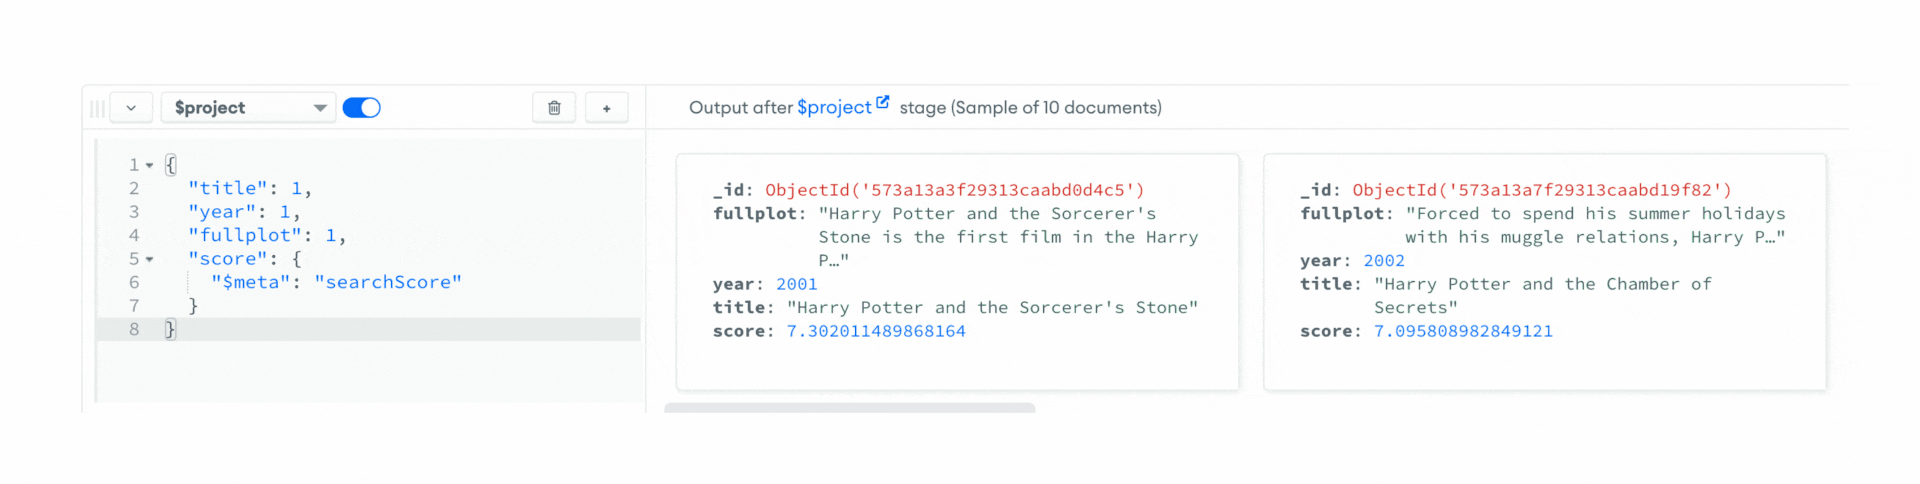 $project
Output after $project stage (Sample of 10 documents)
1 {
2 "title": 1,
3 "year": 1,
4 "fullplot": 1,
5 "score": {
6 "$meta": "searchScore"
7 }
8 }
_id: ObjectId('573a13a3f29313caabd0d4c5')
fullplot: "Harry Potter and the Sorcerer's
Stone is the first film in the Harry
P…"
year: 2001
title: "Harry Potter and the Sorcerer's Stone"
score: 7.302011489868164
_id: ObjectId('573a13a7f29313caabd19f82')
fullplot: "Forced to spend his summer holidays
with his muggle relations, Harry P…"
year: 2002
title: "Harry Potter and the Chamber of
Secrets"
score: 7.095808982849121